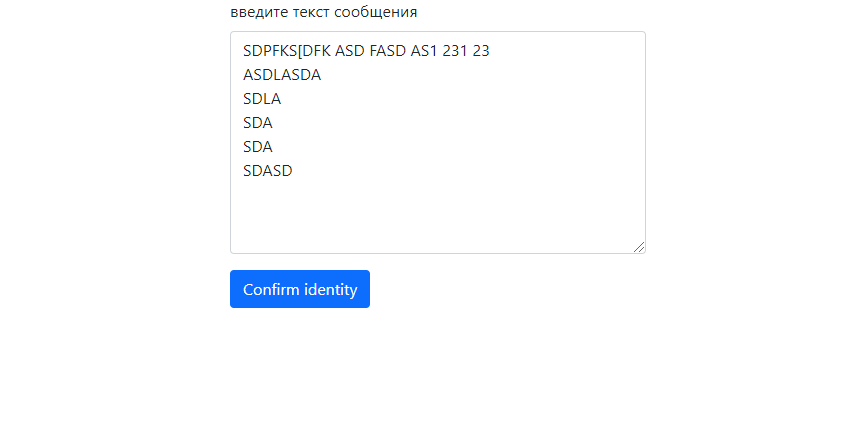 введите текст сообщения
SDPFKS[DFK ASD FASD AS1 231 23
ASDLASDA
SDLA
SDA
SDA
SDASD
Confirm identity